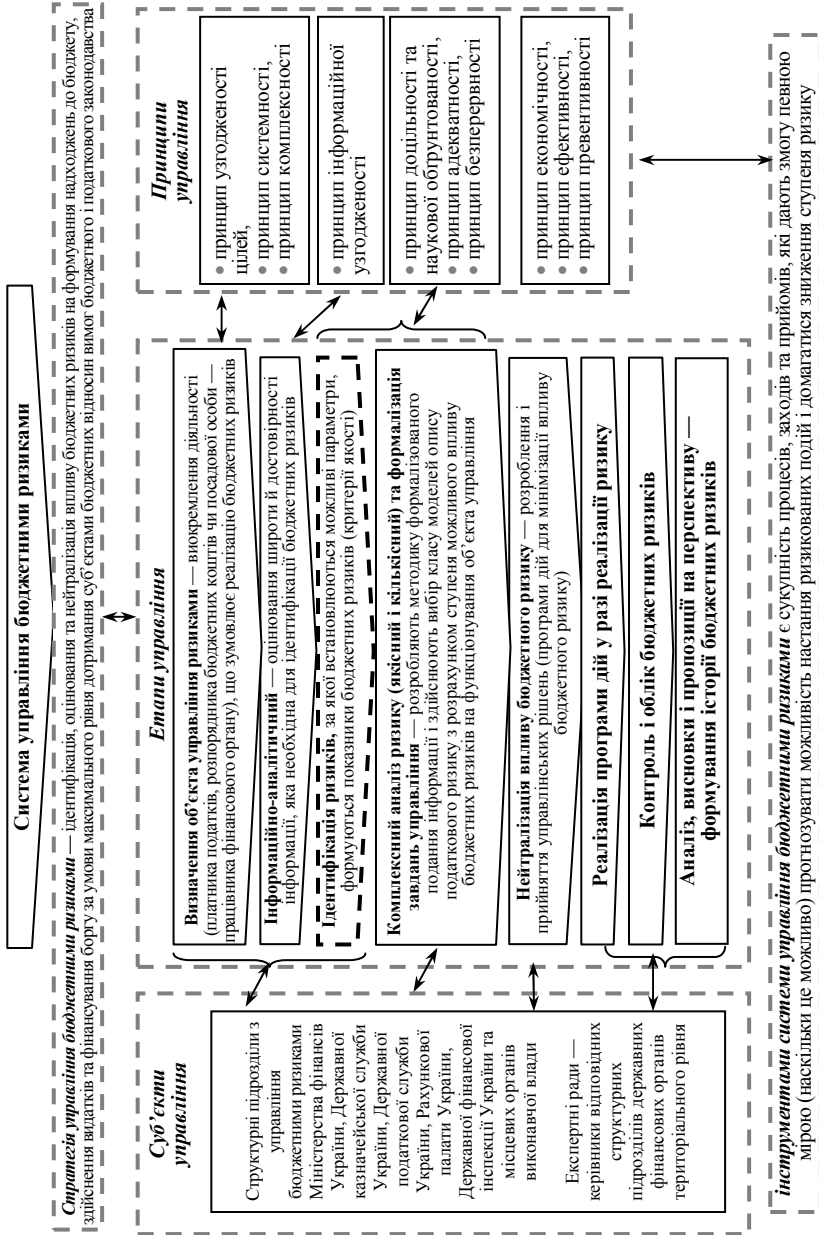 Система управління бюджетними ризиками
Стратегія управління бюджетними ризиками — ідентифікація, оцінювання та нейтралізація впливу бюджетних ризиків на формування надходжень до бюджету,
здійснення видатків та фінансування боргу за умови максимального рівня дотримання суб’єктами бюджетних відносин вимог бюджетного і податкового законодавства
Суб’єкти
управління
Структурні підрозділи з
управління
бюджетними ризиками
Міністерства фінансів
України, Державної
казначейської служби
України, Державної
податкової служби
України, Рахункової
палати України,
Державної фінансової
інспекції України та
місцевих органів
виконавчої влади
Експертні ради —
керівники відповідних
структурних
підрозділів державних
фінансових органів
територіального рівня
Етапи управління
Визначення об’єкта управління ризиками — виокремлення діяльності
(платника податків, розпорядника бюджетних коштів чи посадової особи —
працівника фінансового органу), що зумовлює реалізацію бюджетних ризиків
Інформаційно-аналітичний — оцінювання широти й достовірності
інформації, яка необхідна для ідентифікації бюджетних ризиків
Ідентифікація ризиків, за якої встановлюються можливі параметри,
формуються показники бюджетних ризиків (критерії якості)
Комплексний аналіз ризику (якісний і кількісний) та формалізація
завдань управління — розробляють методику формалізованого
подання інформації і здійснюють вибір класу моделей опису
податкового ризику з розрахунком ступеня можливого впливу
бюджетних ризиків на функціонування об’єкта управління
Нейтралізація впливу бюджетного ризику — розроблення і
прийняття управлінських рішень (програми дій для мінімізації впливу
бюджетного ризику)
Реалізація програми дій у разі реалізації ризику
Контроль і облік бюджетних ризиків
Аналіз, висновки і пропозиції на перспективу —
формування історії бюджетних ризиків
Принципи
управління
• принцип узгодженості
цілей,
• принцип системності,
• принцип комплексності
• принцип інформаційної
узгодженості
• принцип доцільності та
наукової обґрунтованості,
• принцип адекватності,
• принцип безперервності
• принцип економічності,
• принцип ефективності,
• принцип превентивності
інструментами системи управління бюджетними ризиками є сукупність процесів, заходів та прийомів, які дають змогу певною
мірою (наскільки це можливо) прогнозувати можливість настання ризикованих подій і домагатися зниження ступеня ризику